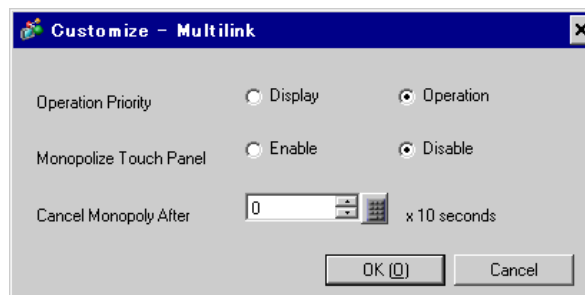 Customize - Multilink
Operation Priority Display Operation
Monopolize Touch Panel Enable Disable
Cancel Monopoly After 0 x 10 seconds
OK (O) Cancel